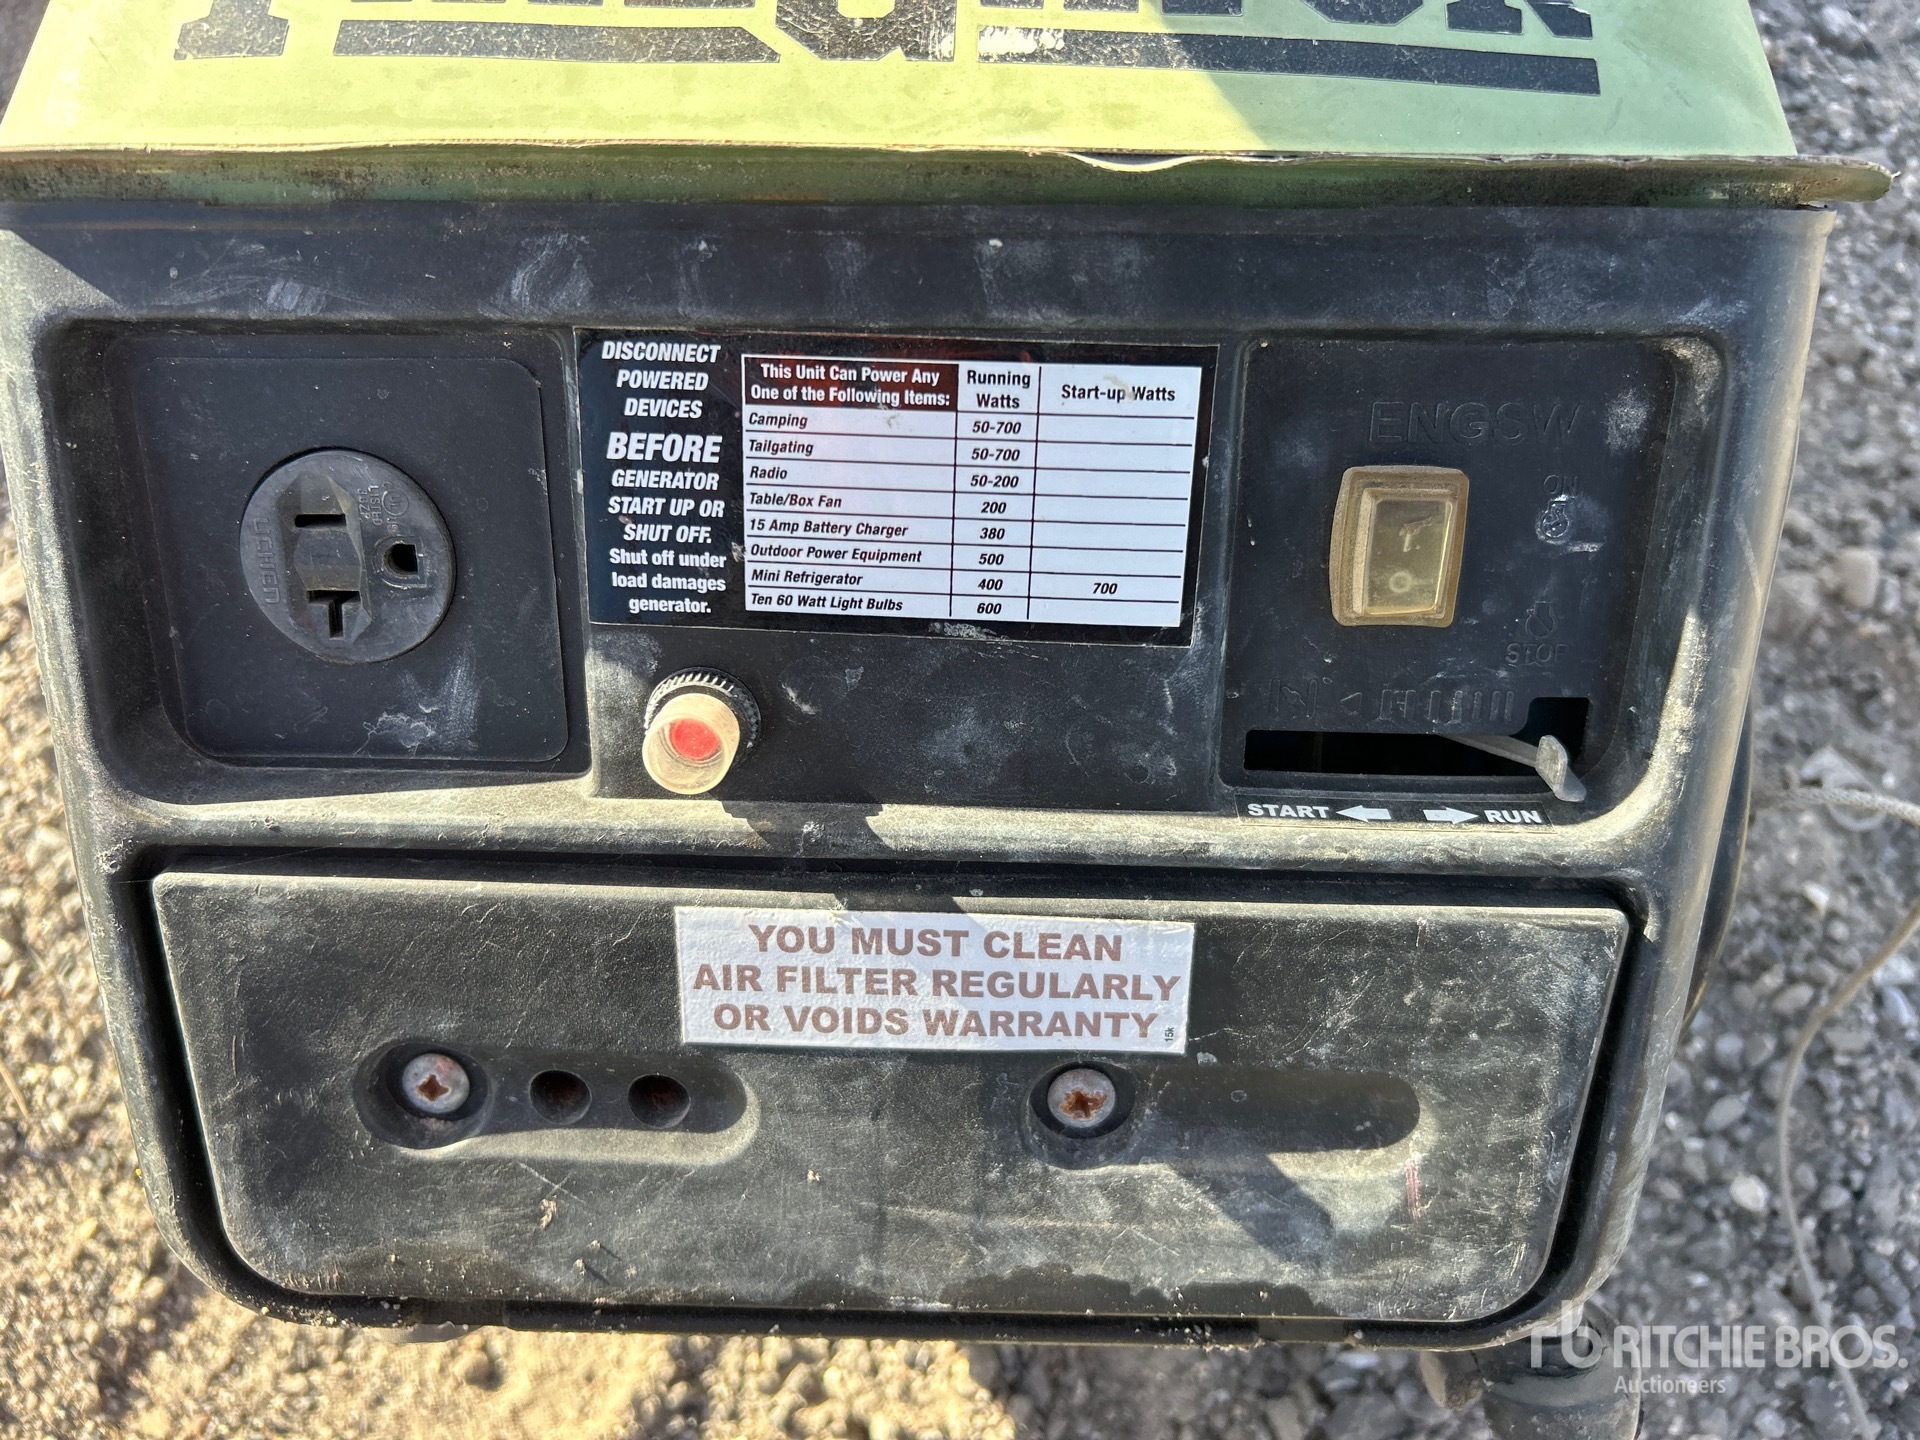 DISCONNECT
POWERED
DEVICES
BEFORE
GENERATOR
START UP OR
SHUT OFF.
Shut off under
load damages
generator.
This Unit Can Power Any One of the Following Items: Running Watts Start-up Watts
Camping 50-700
Tailgating 50-700
Radio 50-200
Table/Box Fan 200
15 Amp Battery Charger 380
Outdoor Power Equipment 500
Mini Refrigerator 400 700
Ten 60 Watt Light Bulbs 600
LISTED
ENGSW
ON
STOP
START RUN
YOU MUST CLEAN
AIR FILTER REGULARLY
OR VOIDS WARRANTY
15k
rb RITCHIE BROS.
Auctioneers